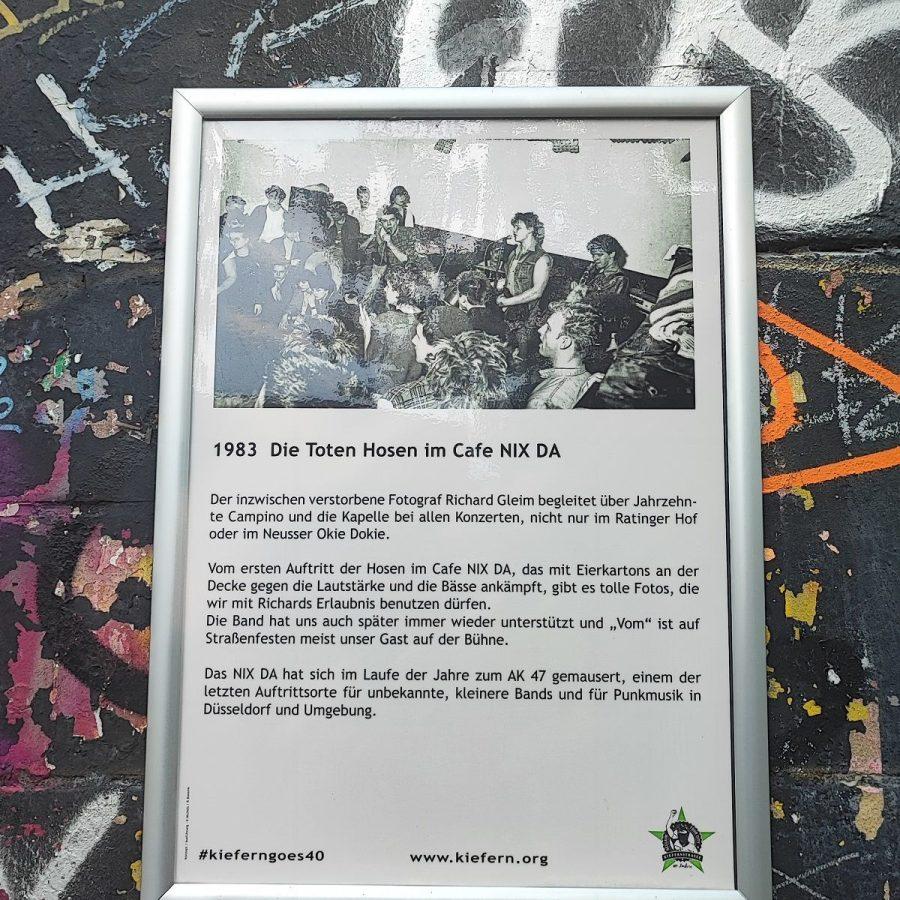 1983 Die Toten Hosen im Cafe NIX DA
Der inzwischen verstorbene Fotograf Richard Gleim begleitet über Jahrzehn-
te Campino und die Kapelle bei allen Konzerten, nicht nur im Ratinger Hof
oder im Neusser Okie Dokie.
Vom ersten Auftritt der Hosen im Cafe NIX DA, das mit Eierkartons an der
Decke gegen die Lautstärke und die Bässe ankämpft, gibt es tolle Fotos, die
wir mit Richards Erlaubnis benutzen dürfen.
Die Band hat uns auch später immer wieder unterstützt und „Vom“ ist auf
Straßenfesten meist unser Gast auf der Bühne.
Das NIX DA hat sich im Laufe der Jahre zum AK 47 gemausert, einem der
letzten Auftrittsorte für unbekannte, kleinere Bands und für Punkmusik in
Düsseldorf und Umgebung.
#kieferngoes40
www.kiefern.org